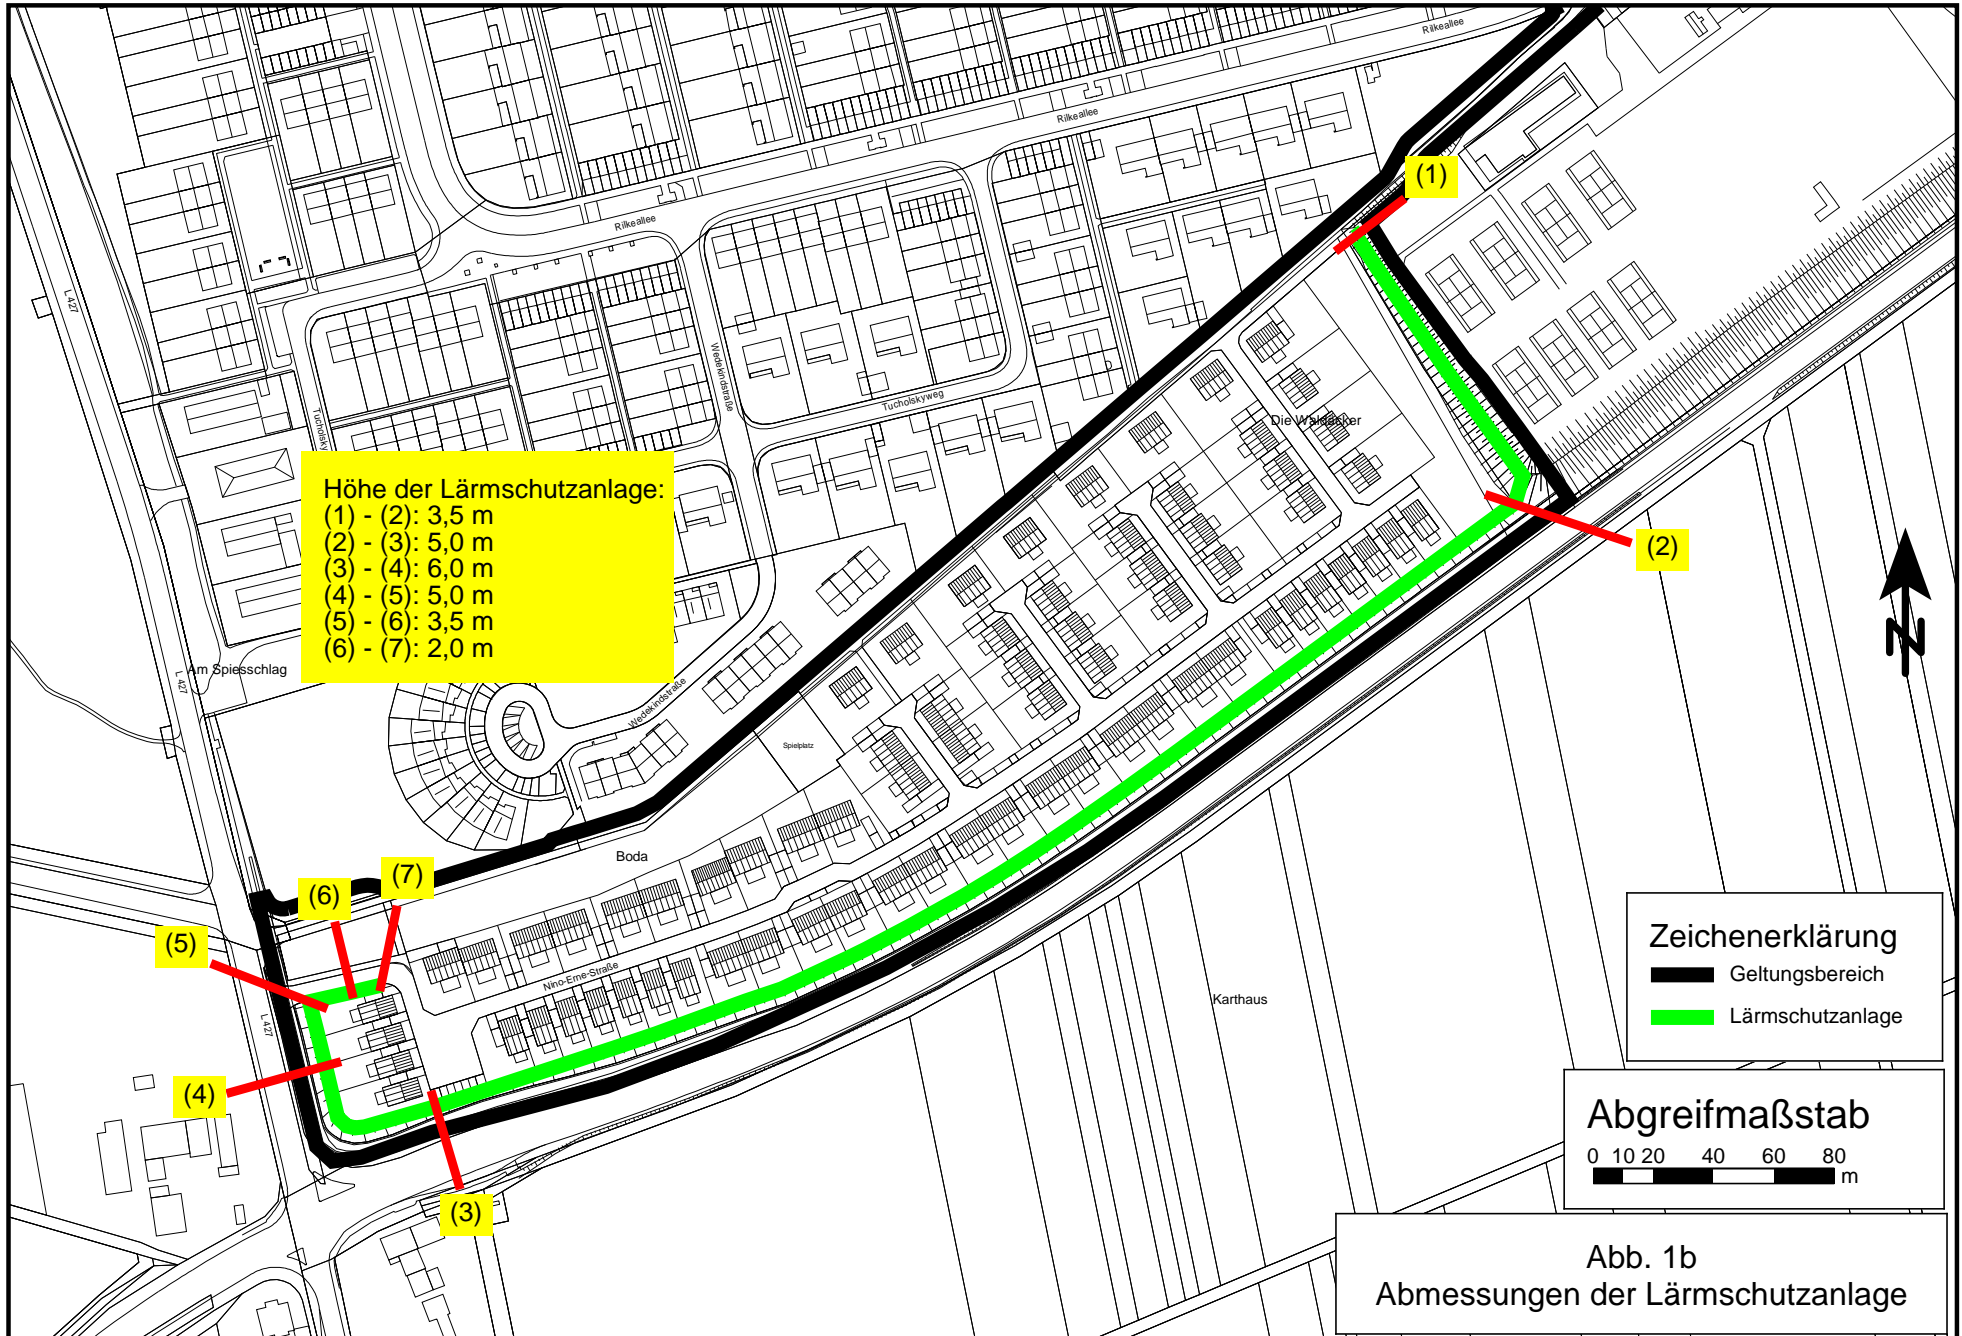 Rilkeallee
Rilkeallee
(1)
Rilkeallee
L 427
Wedekindstraße
Tucholskyweg
Die Waldäcker
Höhe der Lärmschutzanlage:
(1) - (2): 3,5 m
(2) - (3): 5,0 m
(3) - (4): 6,0 m
(4) - (5): 5,0 m
(5) - (6): 3,5 m
(6) - (7): 2,0 m
(2)
N
Am Spiesschlag
L 427
Wedekindstraße
Spielplatz
Boda
(7)
(6)
(5)
Nino-Erne-Straße
L 427
Karthaus
(4)
(3)
Zeichenerklärung
Geltungsbereich
Lärmschutzanlage
Abgreifmaßstab
0 10 20 40 60 80
m
Abb. 1b
Abmessungen der Lärmschutzanlage